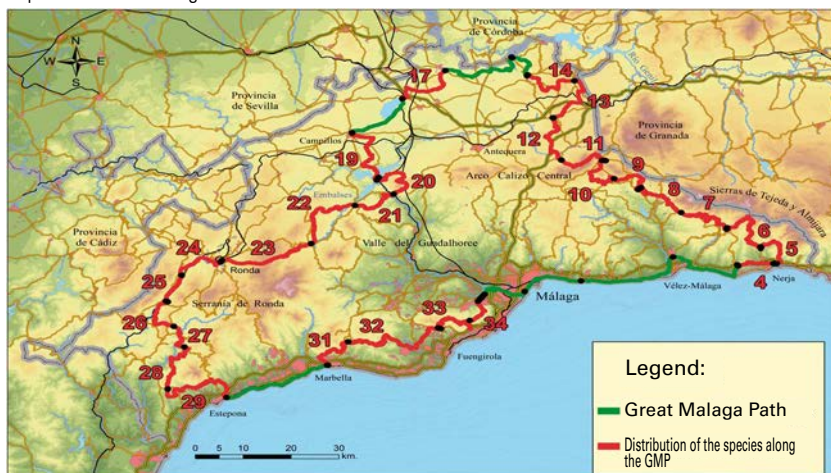 Provincia
de Córdoba
N
W E
S
17
14
Provincia
de Sevilla
13
Provincia
de Granada
12
Campillos
Antequera
11
9
19
Arco Calizo Central
10
8
20
Sierras de Tejeda y Almijara
Embalses
7
22
21
6
Provincia
de Cádiz
24
23
Valle del Guadalhorce
5
Ronda
4
Vélez-Málaga
Nerja
25
Serranía de Ronda
Málaga
26
33
27
32
34
31
Fuengirola
28
Marbella
29
Estepona
0 5 10 20 30
km.
Legend:
Great Malaga Path
Distribution of the species along
the GMP